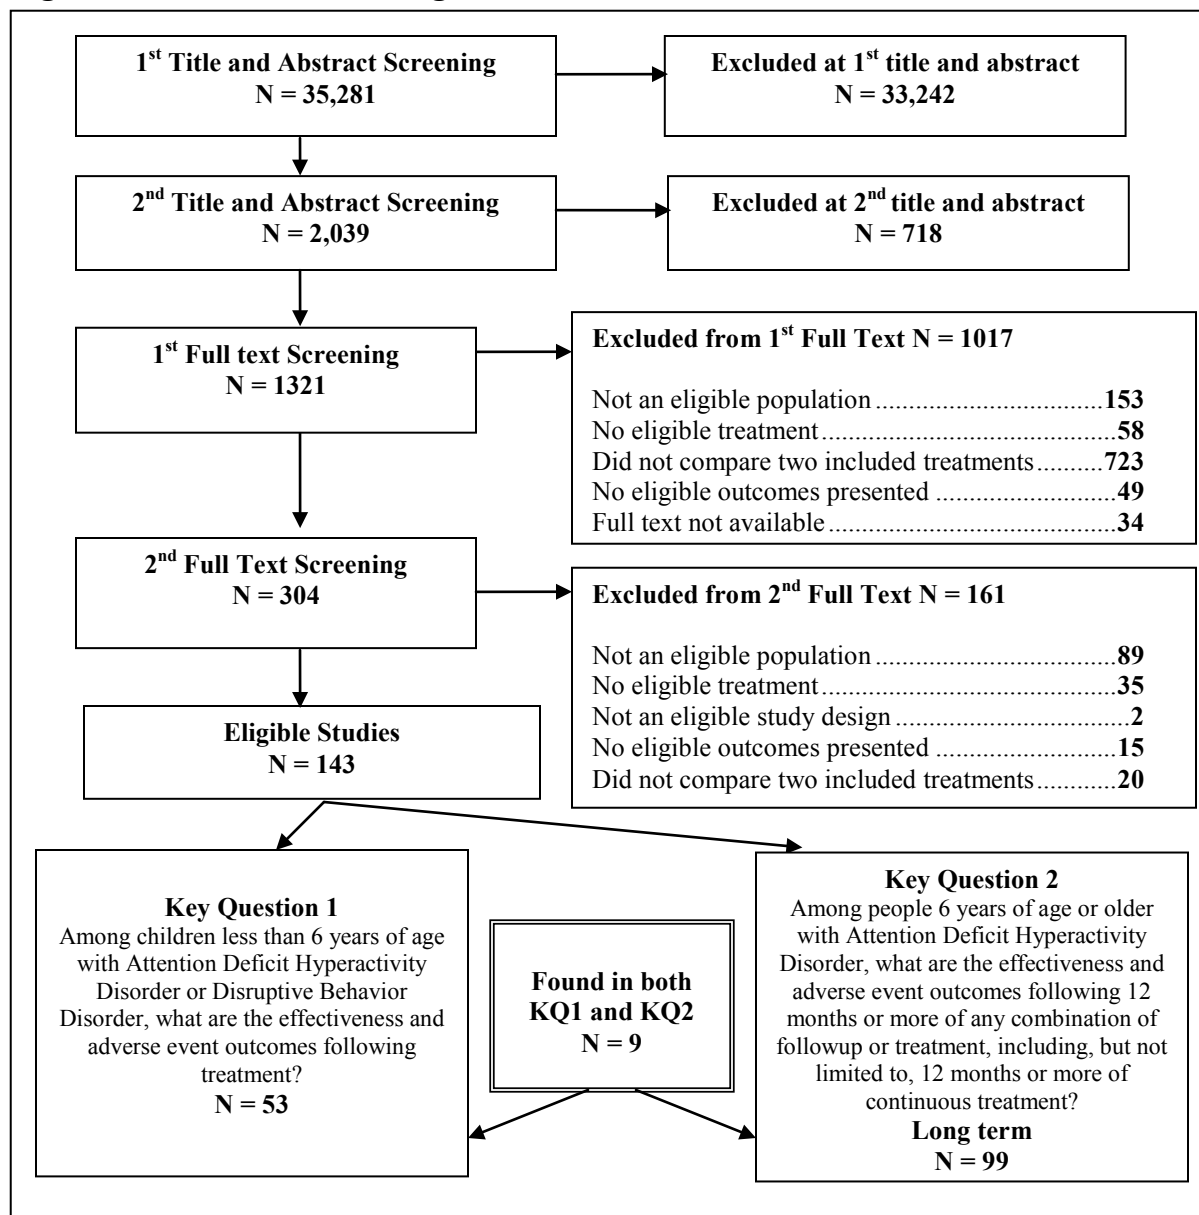 1st Title and Abstract Screening
N = 35,281
Excluded at 1st title and abstract
N = 33,242
2nd Title and Abstract Screening
N = 2,039
Excluded at 2nd title and abstract
N = 718
1st Full text Screening
N = 1321
Excluded from 1st Full Text N = 1017
Not an eligible population ........................................153
No eligible treatment................................................58
Did not compare two included treatments..........723
No eligible outcomes presented ...........................49
Full text not available ..............................................34
2nd Full Text Screening
N = 304
Excluded from 2nd Full Text N = 161
Not an eligible population ........................................89
No eligible treatment................................................35
Not an eligible study design ......................................2
No eligible outcomes presented .............................15
Did not compare two included treatments............20
Eligible Studies
N = 143
Key Question 1
Among children less than 6 years of age
with Attention Deficit Hyperactivity
Disorder or Disruptive Behavior
Disorder, what are the effectiveness and
adverse event outcomes following
treatment?
N = 53
Found in both
KQ1 and KQ2
N = 9
Key Question 2
Among people 6 years of age or older
with Attention Deficit Hyperactivity
Disorder, what are the effectiveness and
adverse event outcomes following 12
months or more of any combination of
followup or treatment, including, but not
limited to, 12 months or more of
continuous treatment?
Long term
N = 99